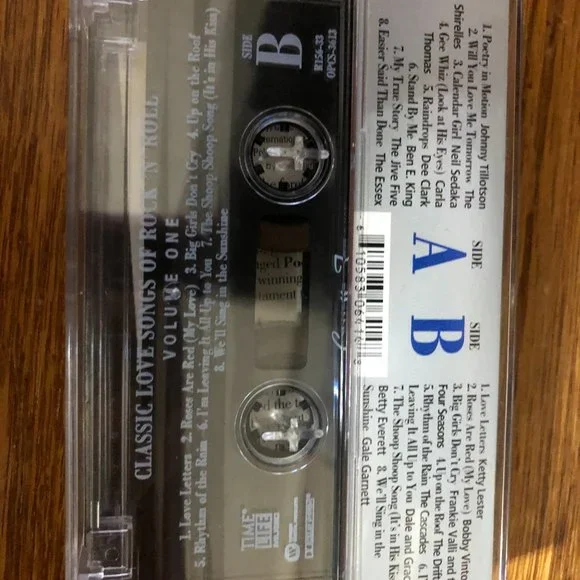 CLASSIC LOVE SONGS OF ROCK 'N' ROLL
VOLUME ONE
1. Love Letters 2. Roses Are Red (My Love) 3. Big Girls Don't Cry 4. Up on the Roof
5. Rhythm of the Rain 6. I'm Leaving It All Up to You 7. The Shoop Shoop Song (It's in His Kiss)
8. We'll Sing in the Sunshine
SIDE
B
OPCS-3613
TIME
LIFE
SIDE
A
1. Poetry in Motion Johnny Tillotson
2. Will You Love Me Tomorrow The
Shirelles 3. Calendar Girl Neil Sedaka
4. Gee Whiz (Look at His Eyes) Carla
Thomas 5. Raindrops Dee Clark
6. Stand By Me Ben E. King
7. My True Story The Jive Five
8. Easier Said Than Done The Essex
SIDE
B
1. Love Letters Ketty Lester
2. Roses Are Red (My Love) Bobby Vinto
3. Big Girls Don't Cry Frankie Valli and
Four Seasons 4. Up on the Roof The Drift
5. Rhythm of the Rain The Cascades 6. I
Leaving It All Up to You Dale and Grac
7. The Shoop Shoop Song (It's in His Kiss
Betty Everett 8. We'll Sing in the
Sunshine Gale Garnett
winning